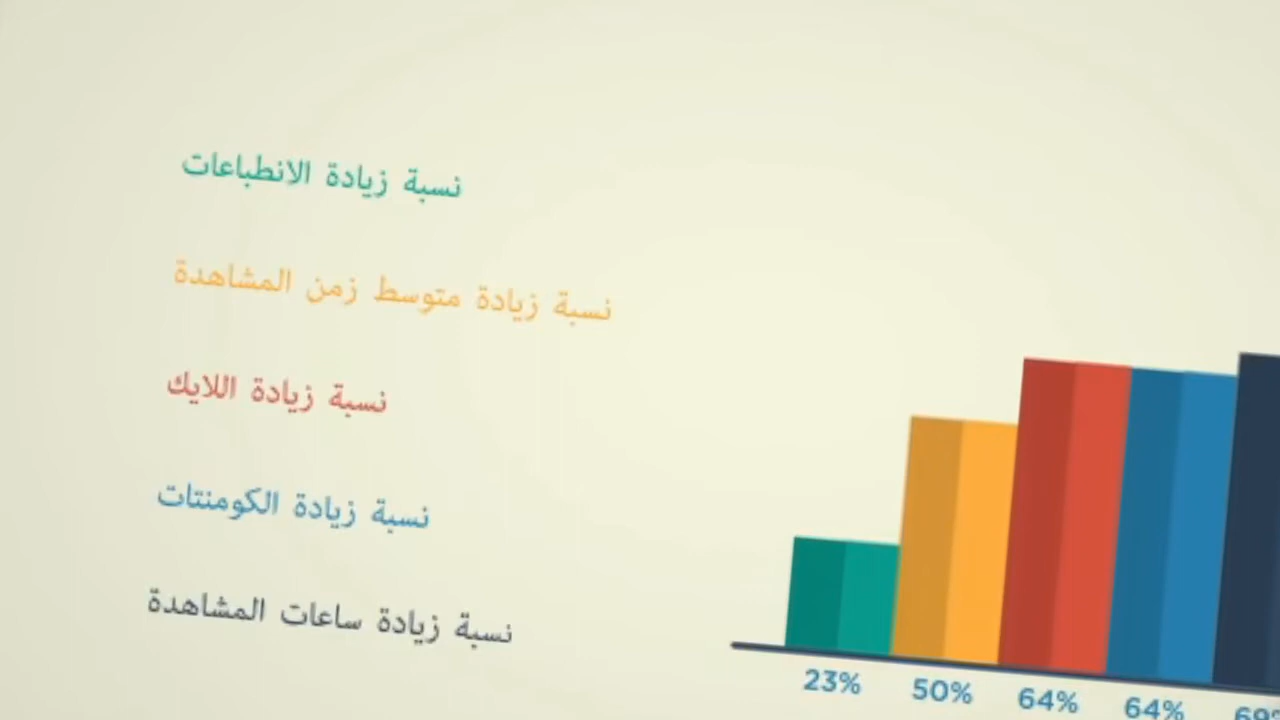 نسبة زيادة الانطباعات
نسبة زيادة متوسط زمن المشاهدة
نسبة زيادة اللايك
نسبة زيادة الكومنتات
نسبة زيادة ساعات المشاهدة
23% 50% 64% 64%